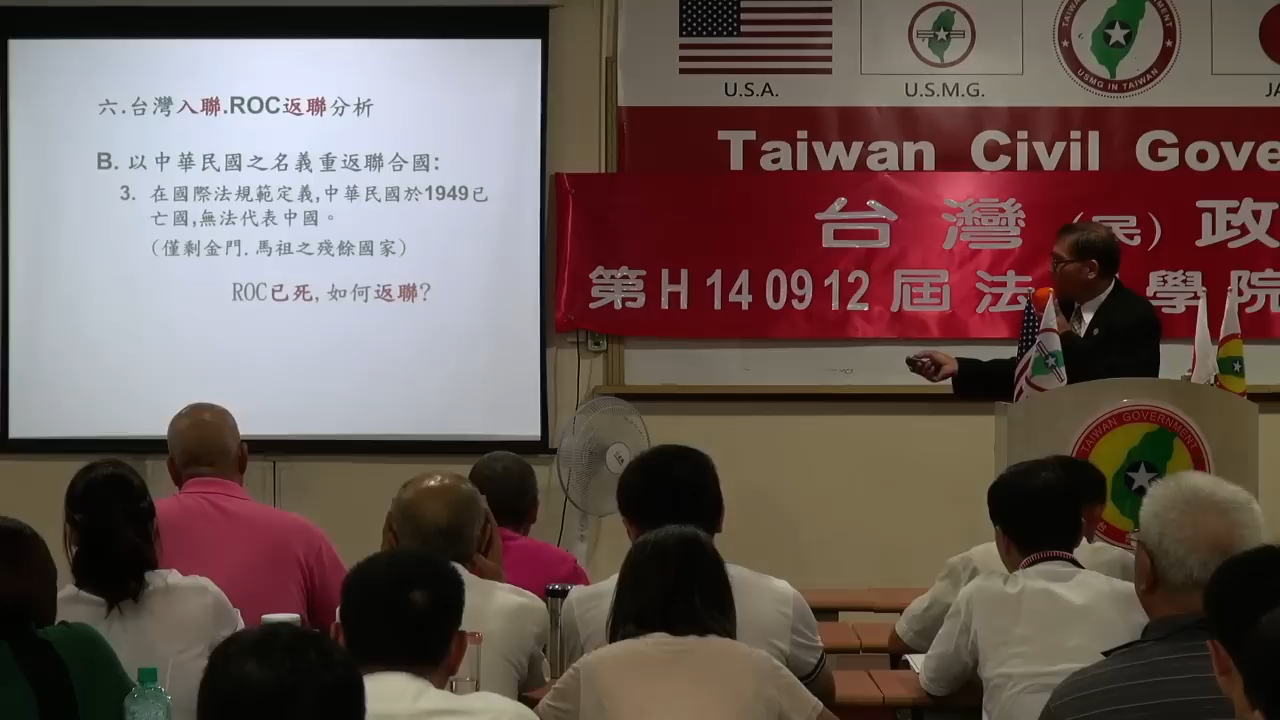 六.台灣入聯.ROC返聯分析
B. 以中華民國之名義重返聯合國:
3. 在國際法規範定義,中華民國於1949已
亡國,無法代表中國。
(僅剩金門.馬祖之殘餘國家)
ROC已死, 如何返聯?
U.S.A.
U.S.M.G.
USMG IN TAIWAN
JA
Taiwan Civil Gove
台灣(民)政
第H 14 09 12 屆 法 學院
TAIWAN GOVERNMENT